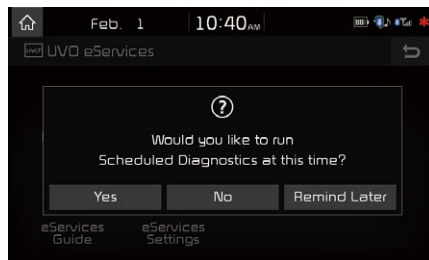 Feb. 1 10:40AM
UVO UVO eServices
Would you like to run
Scheduled Diagnostics at this time?
Yes No Remind Later
eServices eServices
Guide Settings